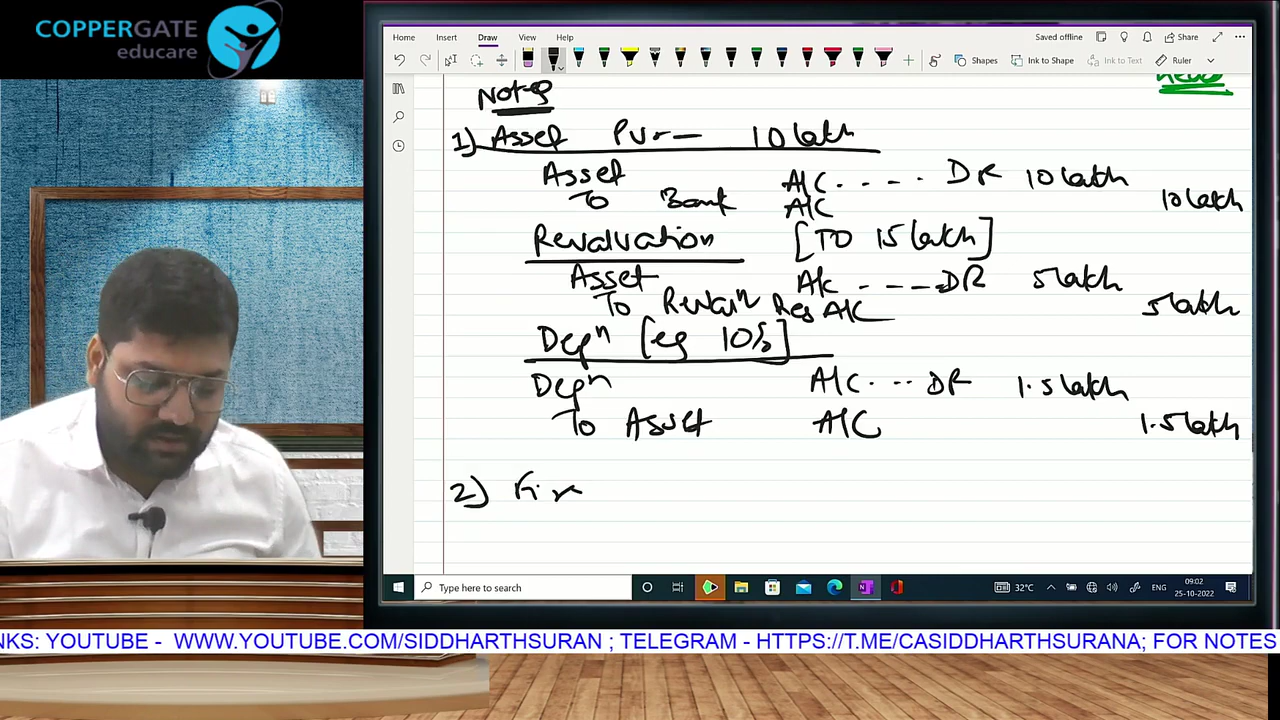 COPPERGATE
educare
Home Insert Draw View Help
Saved offline Share
Shapes Ink to Shape Ink to Text Ruler
Notes
1) Asset Pur— 10 lakh
Asset A/C.... DR 10 lakh
To Bank A/C 10 lakh
Revaluation [TO 15 lakh]
Asset A/c ----DR 5 lakh
To Revalⁿ Res A/C 5 lakh
Depⁿ [eg 10%]
Depⁿ A/C... DR 1.5 lakh
To Asset A/C 1.5 lakh
2) Fix
Type here to search
32°C ENG 09:02
25-10-2022
NKS: YOUTUBE - WWW.YOUTUBE.COM/SIDDHARTHSURAN ; TELEGRAM - HTTPS://T.ME/CASIDDHARTHSURANA; FOR NOTES